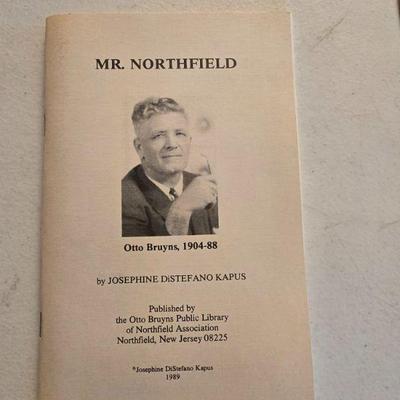 MR. NORTHFIELD
Otto Bruyns, 1904-88
by JOSEPHINE DiSTEFANO KAPUS
Published by
the Otto Bruyns Public Library
of Northfield Association
Northfield, New Jersey 08225
©Josephine DiStefano Kapus
1989